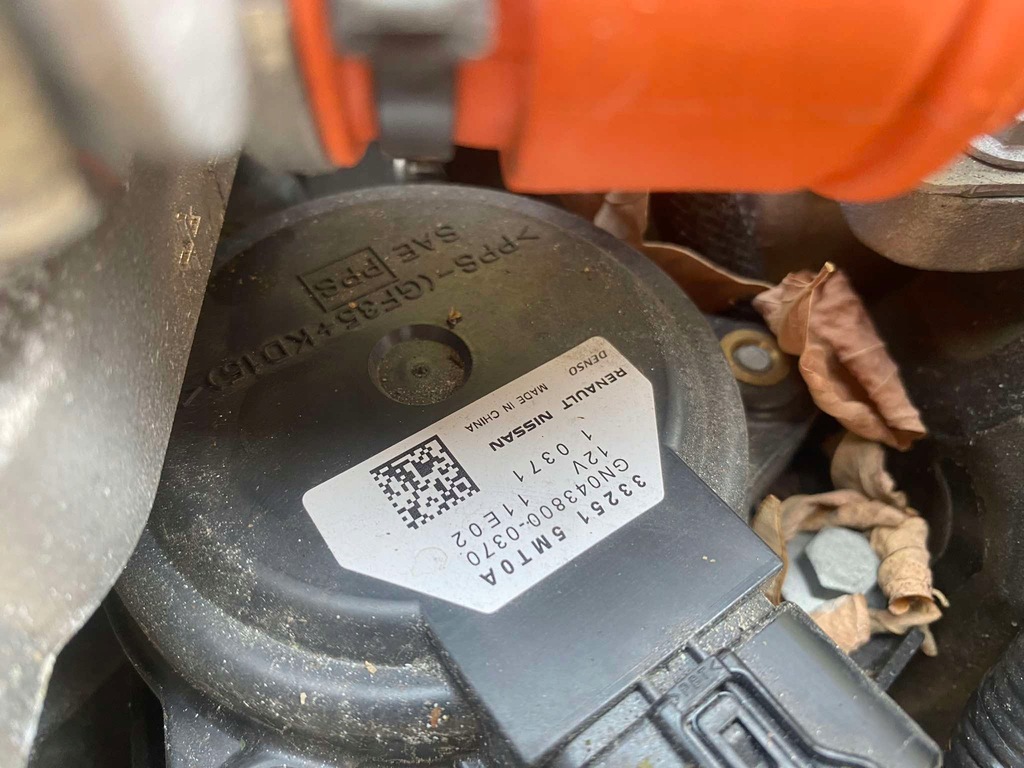 >PPS-(GF35+KD15)<
SAE PPS
33251 5MT0A
GN043800-0370
12V 11E02
1 0371
RENAULT NISSAN
MADE IN CHINA
DENSO